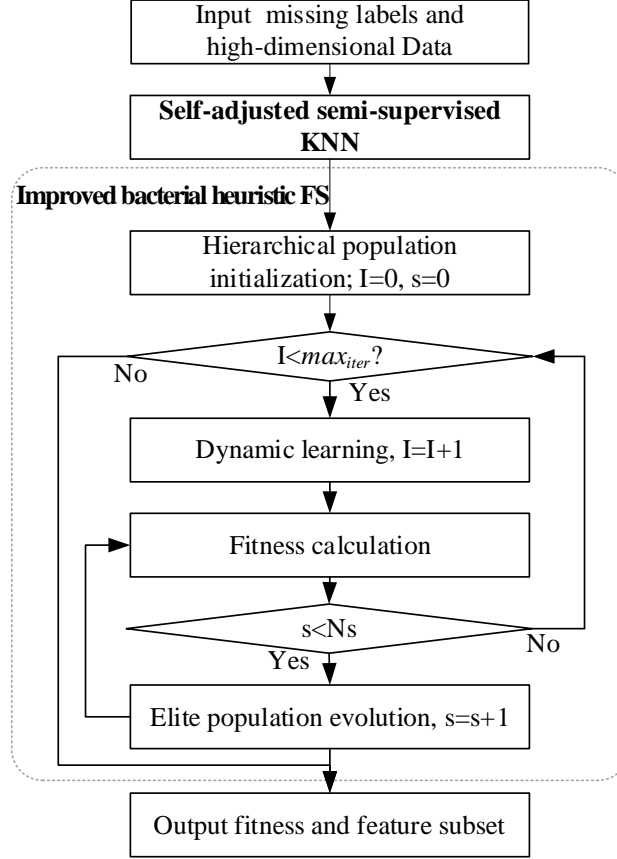 Input missing labels and
high-dimensional Data
Self-adjusted semi-supervised
KNN
Improved bacterial heuristic FS
Hierarchical population
initialization; I=0, s=0
I<max_iter?
No
Yes
Dynamic learning, I=I+1
Fitness calculation
s<Ns
No
Yes
Elite population evolution, s=s+1
Output fitness and feature subset